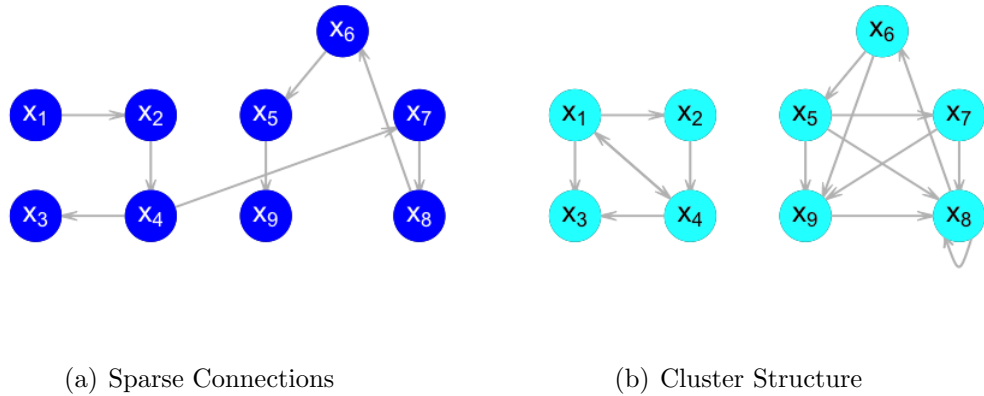 x6 x6
x1 x2 x5 x7 x1 x2 x5 x7
x3 x4 x9 x8 x3 x4 x9 x8
(a) Sparse Connections (b) Cluster Structure